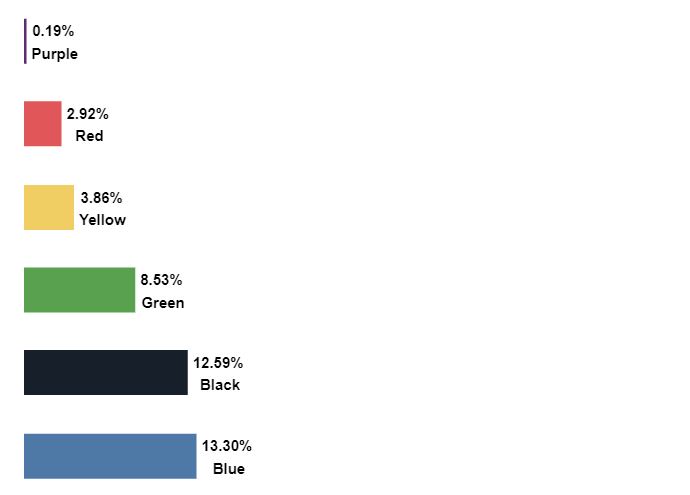 0.19%
Purple
2.92%
Red
3.86%
Yellow
8.53%
Green
12.59%
Black
13.30%
Blue